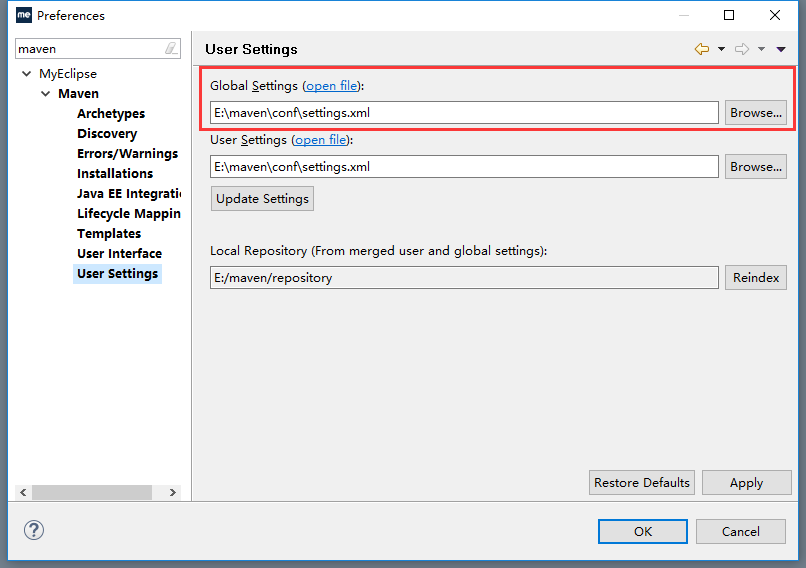 me Preferences
maven
MyEclipse
Maven
Archetypes
Discovery
Errors/Warnings
Installations
Java EE Integratio
Lifecycle Mappin
Templates
User Interface
User Settings
User Settings
Global Settings (open file):
E:\maven\conf\settings.xml Browse...
User Settings (open file):
E:\maven\conf\settings.xml Browse...
Update Settings
Local Repository (From merged user and global settings):
E:/maven/repository Reindex
Restore Defaults Apply
? OK Cancel